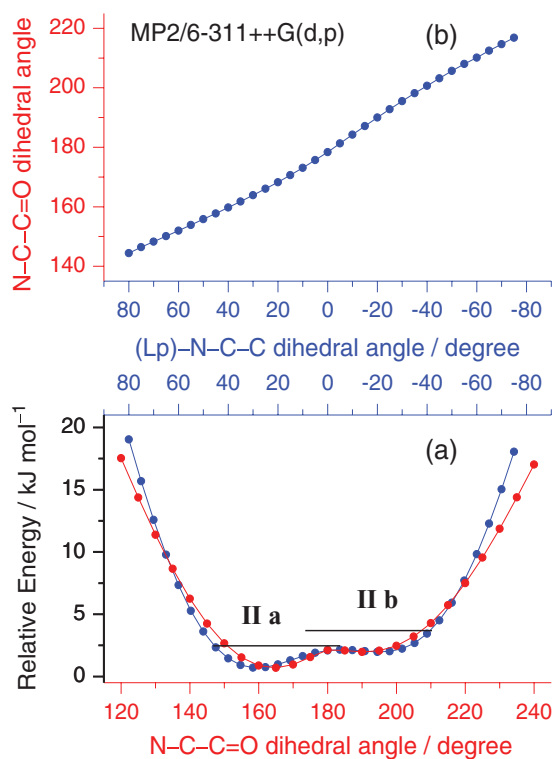 MP2/6-311++G(d,p) (b)
N–C–C=O dihedral angle
220
200
180
160
140
80 60 40 20 0 -20 -40 -60 -80
(Lp)–N–C–C dihedral angle / degree
80 60 40 20 0 -20 -40 -60 -80
(a)
Relative Energy / kJ mol⁻¹
20
15
10
5
0
II a
II b
120 140 160 180 200 220 240
N–C–C=O dihedral angle / degree